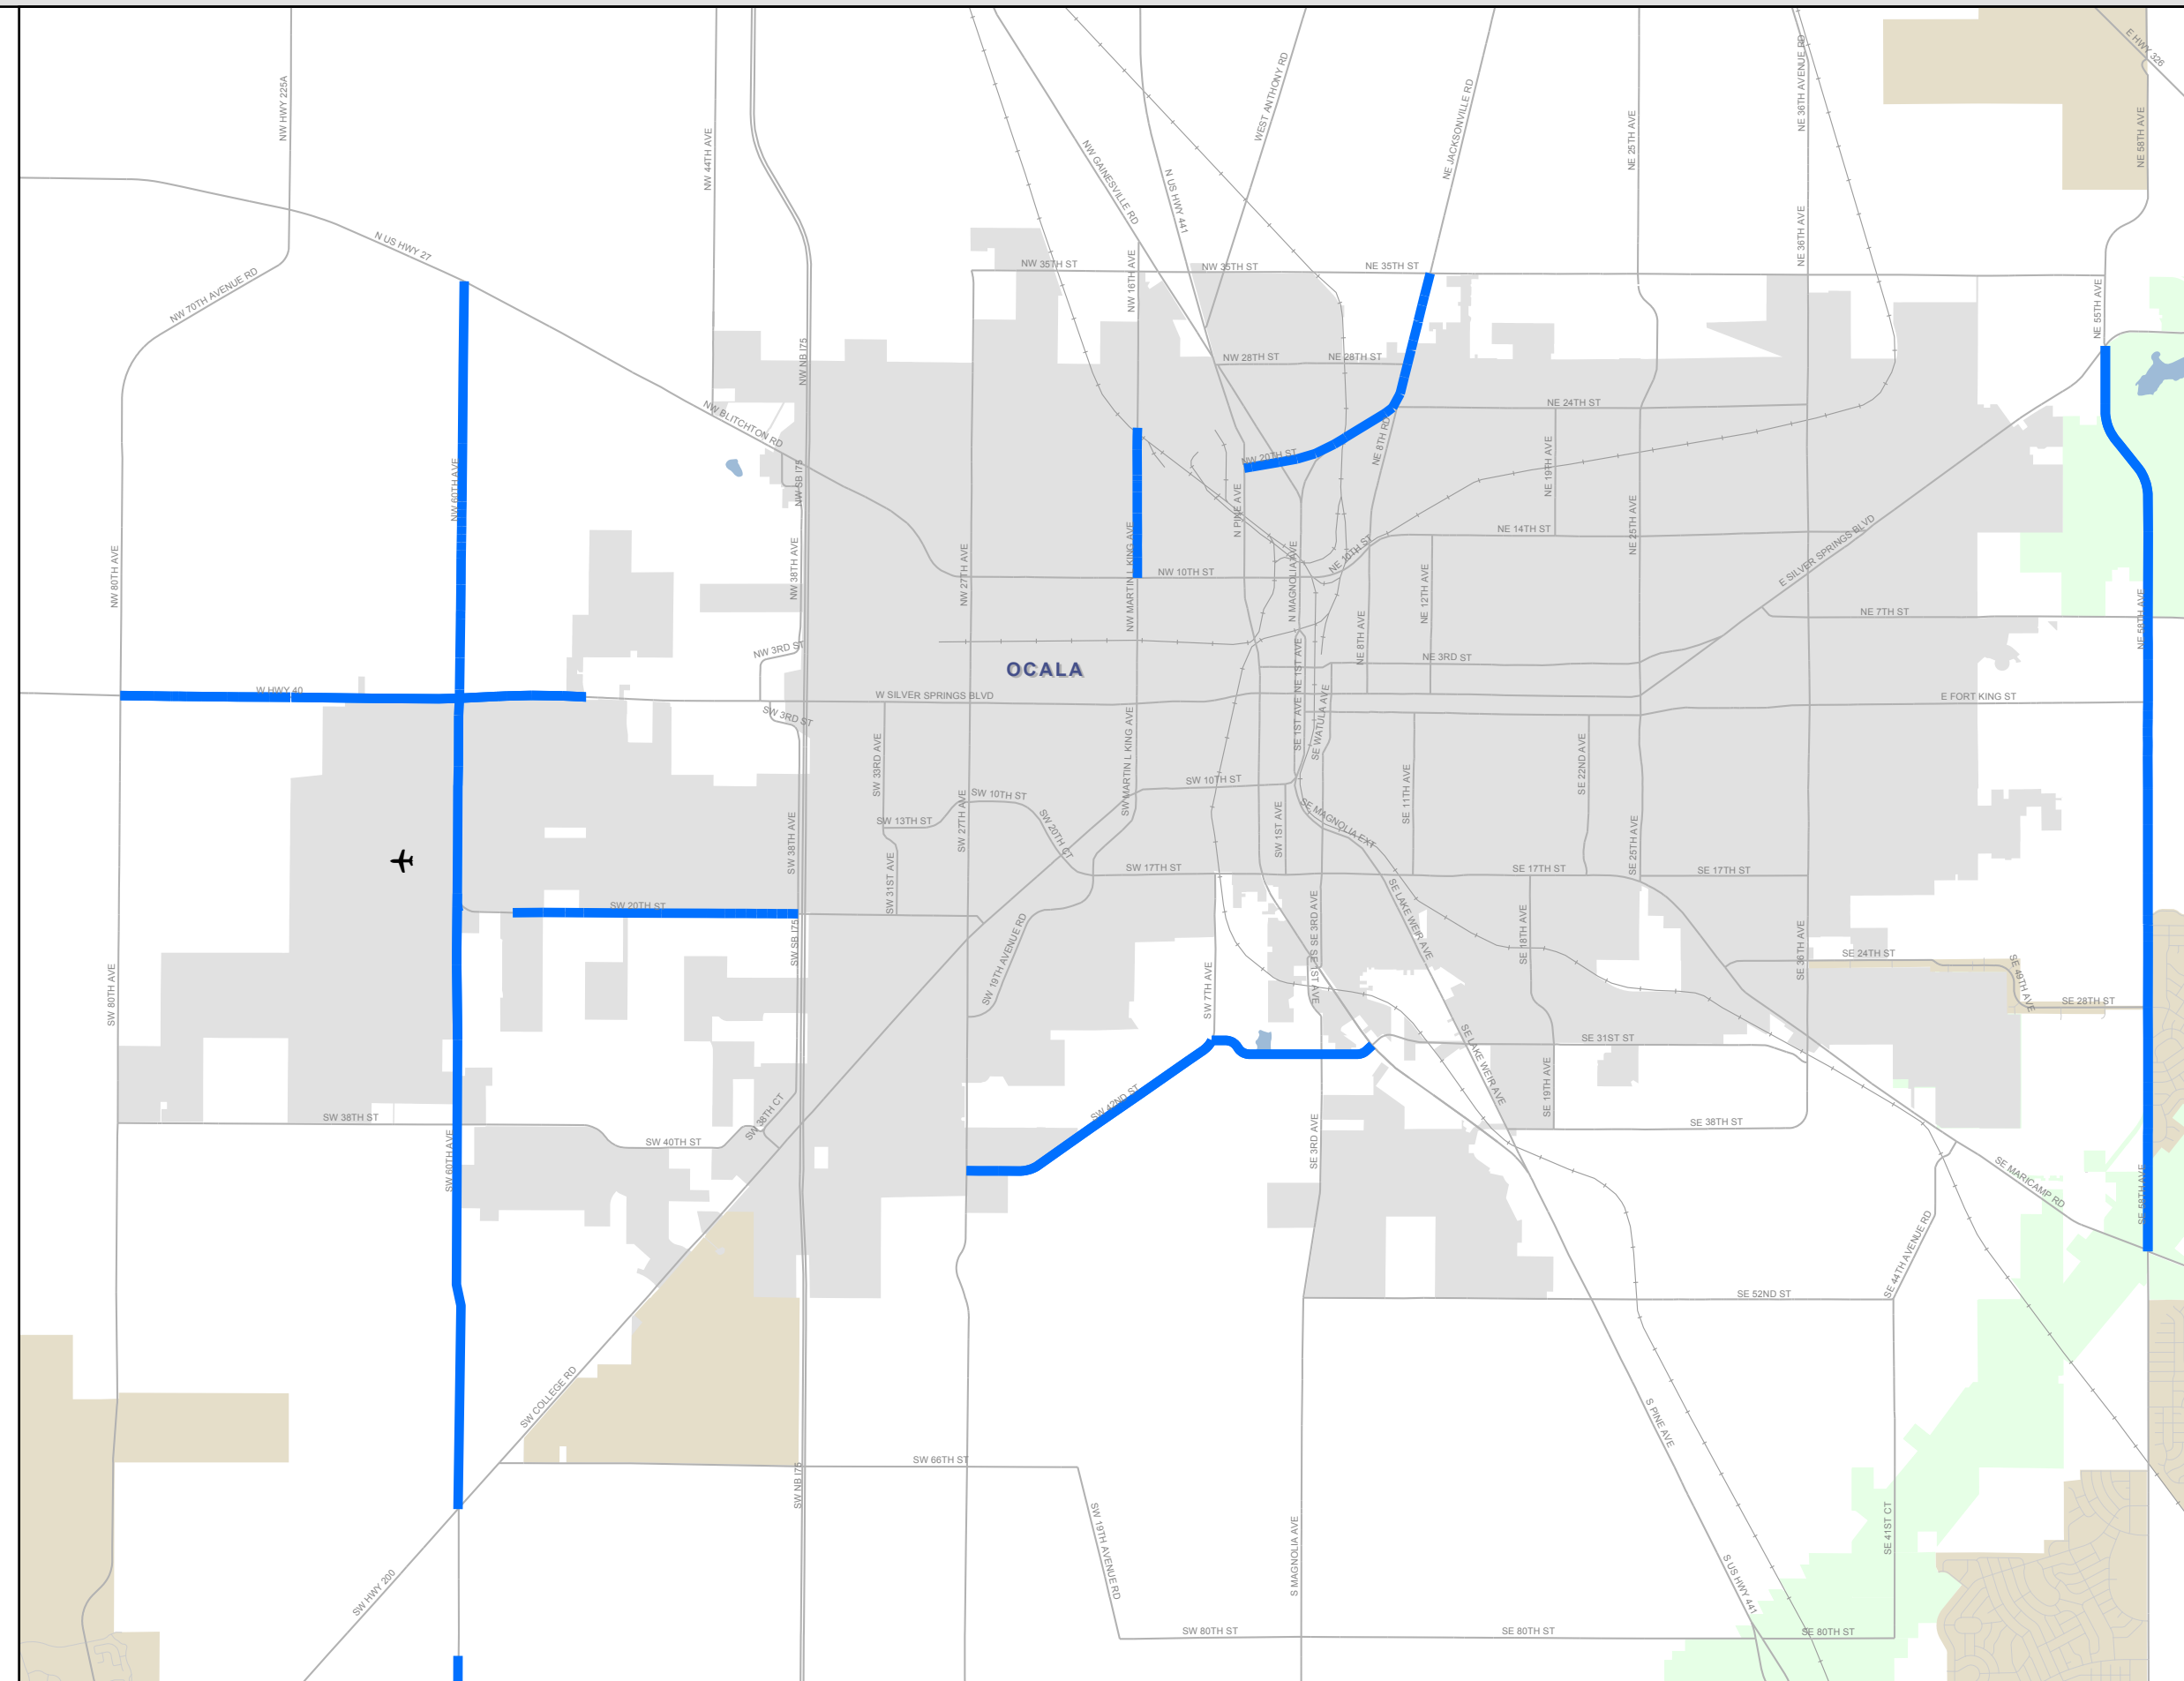 E HWY 326
NW HWY 225A
NW 44TH AVE
WEST ANTHONY RD
NE JACKSONVILLE RD
NE 25TH AVE
NE 36TH AVENUE RD
NE 58TH AVE
NW GAINESVILLE RD
N US HWY 441
NE 36TH AVE
N US HWY 27
NW 70TH AVENUE RD
NW 35TH ST
NW 16TH AVE
NW 35TH ST
NE 35TH ST
NE 55TH AVE
NW NB I75
NW 28TH ST
NE 28TH ST
NW BLITCHTON RD
NE 24TH ST
NE 8TH RD
NW 20TH ST
NW 60TH AVE
NW SB I75
NE 19TH AVE
N PINE AVE
NE 25TH AVE
NE 14TH ST
E SILVER SPRINGS BLVD
NW 80TH AVE
NW 38TH AVE
NW 27TH AVE
NW MARTIN L KING AVE
NW 10TH ST
N MAGNOLIA AVE
NE 10TH ST
NE 12TH AVE
NE 8TH AVE
NE 7TH ST
NE 58TH AVE
NW 3RD ST
OCALA
NE 1ST AVE
NE 3RD ST
W HWY 40
W SILVER SPRINGS BLVD
E FORT KING ST
SW 3RD ST
SW 33RD AVE
SW MARTIN L KING AVE
SE 1ST AVE
SE WATULA AVE
SE 22ND AVE
SW 10TH ST
SW 10TH ST
SE 11TH AVE
SW 13TH ST
SW 27TH AVE
SW 20TH CT
SE MAGNOLIA EXT
SW 1ST AVE
SW 38TH AVE
SE 25TH AVE
SW 31ST AVE
SW 17TH ST
SE 17TH ST
SE 17TH ST
SW 20TH ST
SE LAKE WEIR AVE
SE 3RD AVE
SE 18TH AVE
SW SB I75
SW 19TH AVENUE RD
SE 1ST AVE
SE 36TH AVE
SE 24TH ST
SW 80TH AVE
SW 7TH AVE
SE 49TH AVE
SE 28TH ST
SE 31ST ST
SE LAKE WEIR AVE
SW 42ND ST
SE 19TH AVE
SW 38TH ST
SW 38TH CT
SW 40TH ST
SE 38TH ST
SW 60TH AVE
SE 3RD AVE
SE MARICAMP RD
SE 58TH AVE
SE 44TH AVENUE RD
SE 52ND ST
SW COLLEGE RD
S PINE AVE
SW 66TH ST
SW NB I75
SW 19TH AVENUE RD
S MAGNOLIA AVE
SE 41ST CT
SW HWY 200
S US HWY 441
SW 80TH ST
SE 80TH ST
SE 80TH ST